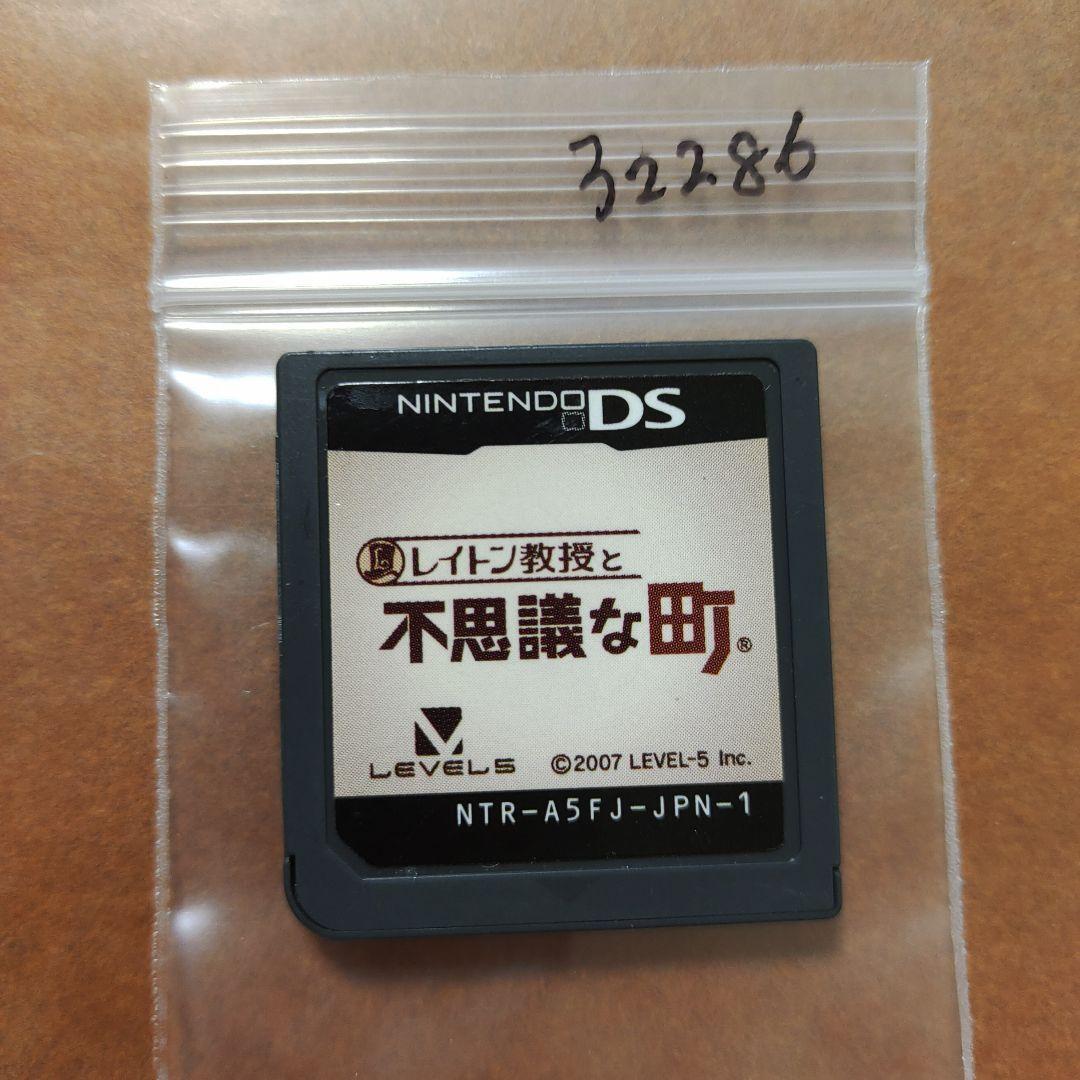 32286
NINTENDO DS
レイトン教授と
不思議な町®
LEVEL5
©2007 LEVEL-5 Inc.
NTR-A5FJ-JPN-1